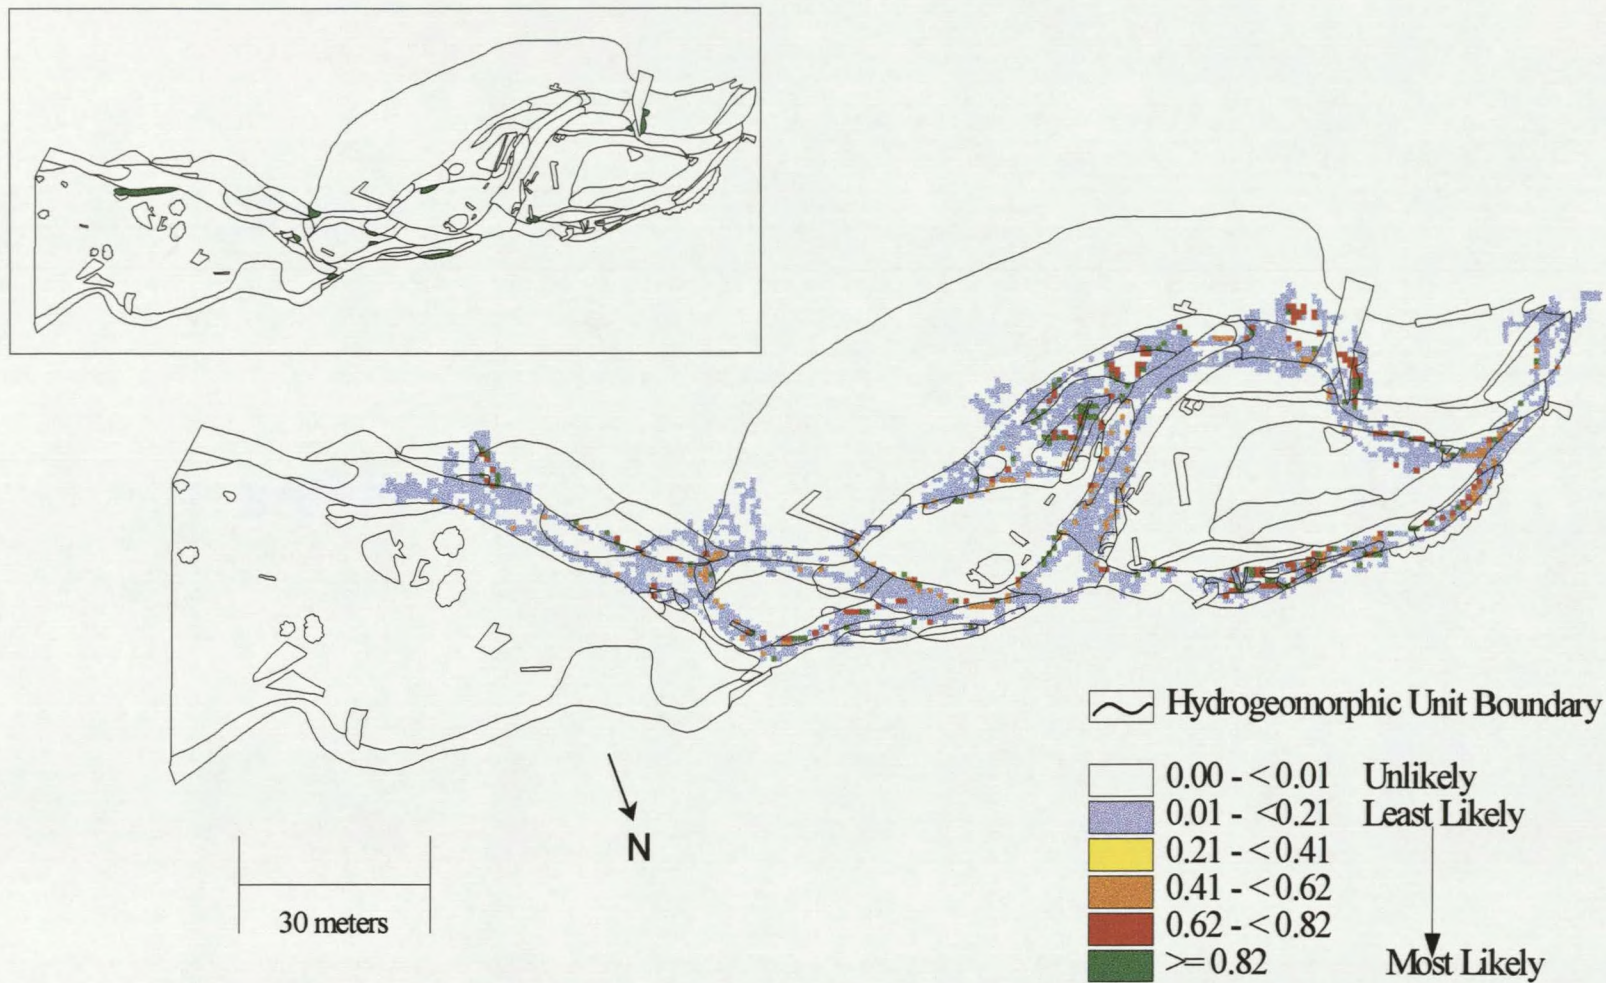 Hydrogeomorphic Unit Boundary
0.00 - < 0.01 Unlikely
0.01 - <0.21 Least Likely
0.21 - < 0.41
0.41 - < 0.62
0.62 - < 0.82
>= 0.82 Most Likely
N
30 meters